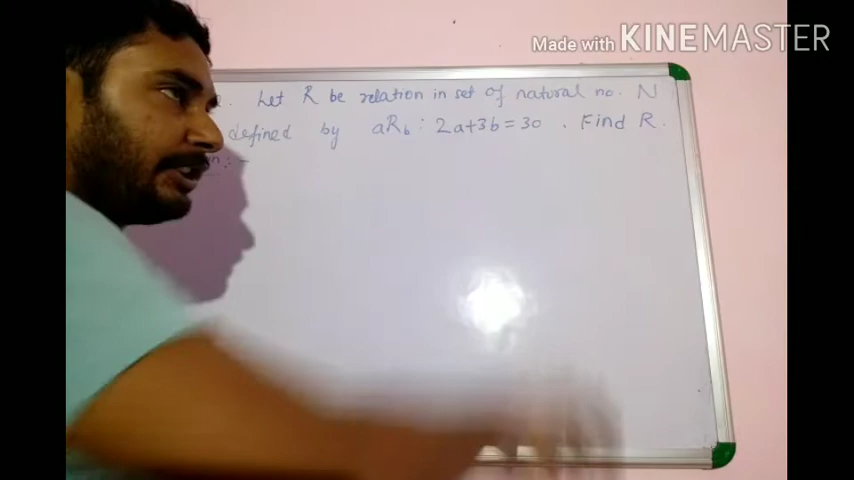 Made with KINEMASTER
. Let R be relation in set of natural no. N
defined by aRb : 2a+3b=30 . Find R.
n:-